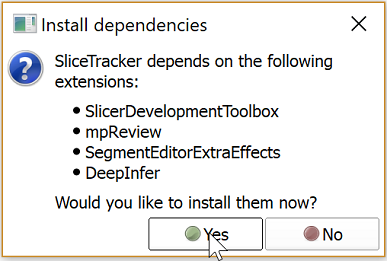 Install dependencies
SliceTracker depends on the following
extensions:
• SlicerDevelopmentToolbox
• mpReview
• SegmentEditorExtraEffects
• DeepInfer
Would you like to install them now?
Yes No